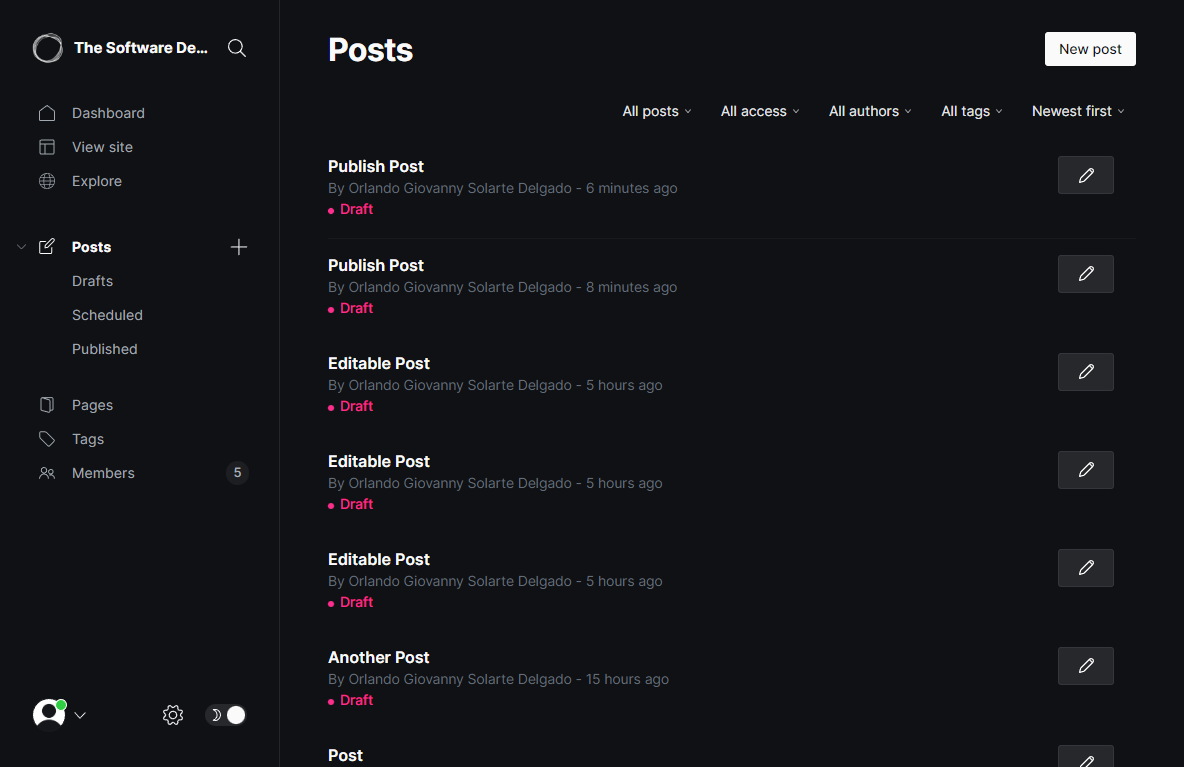 The Software De...
Dashboard
View site
Explore
Posts
Drafts
Scheduled
Published
Pages
Tags
Members 5
Posts
New post
All posts All access All authors All tags Newest first
Publish Post
By Orlando Giovanny Solarte Delgado - 6 minutes ago
Draft
Publish Post
By Orlando Giovanny Solarte Delgado - 8 minutes ago
Draft
Editable Post
By Orlando Giovanny Solarte Delgado - 5 hours ago
Draft
Editable Post
By Orlando Giovanny Solarte Delgado - 5 hours ago
Draft
Editable Post
By Orlando Giovanny Solarte Delgado - 5 hours ago
Draft
Another Post
By Orlando Giovanny Solarte Delgado - 15 hours ago
Draft
Post